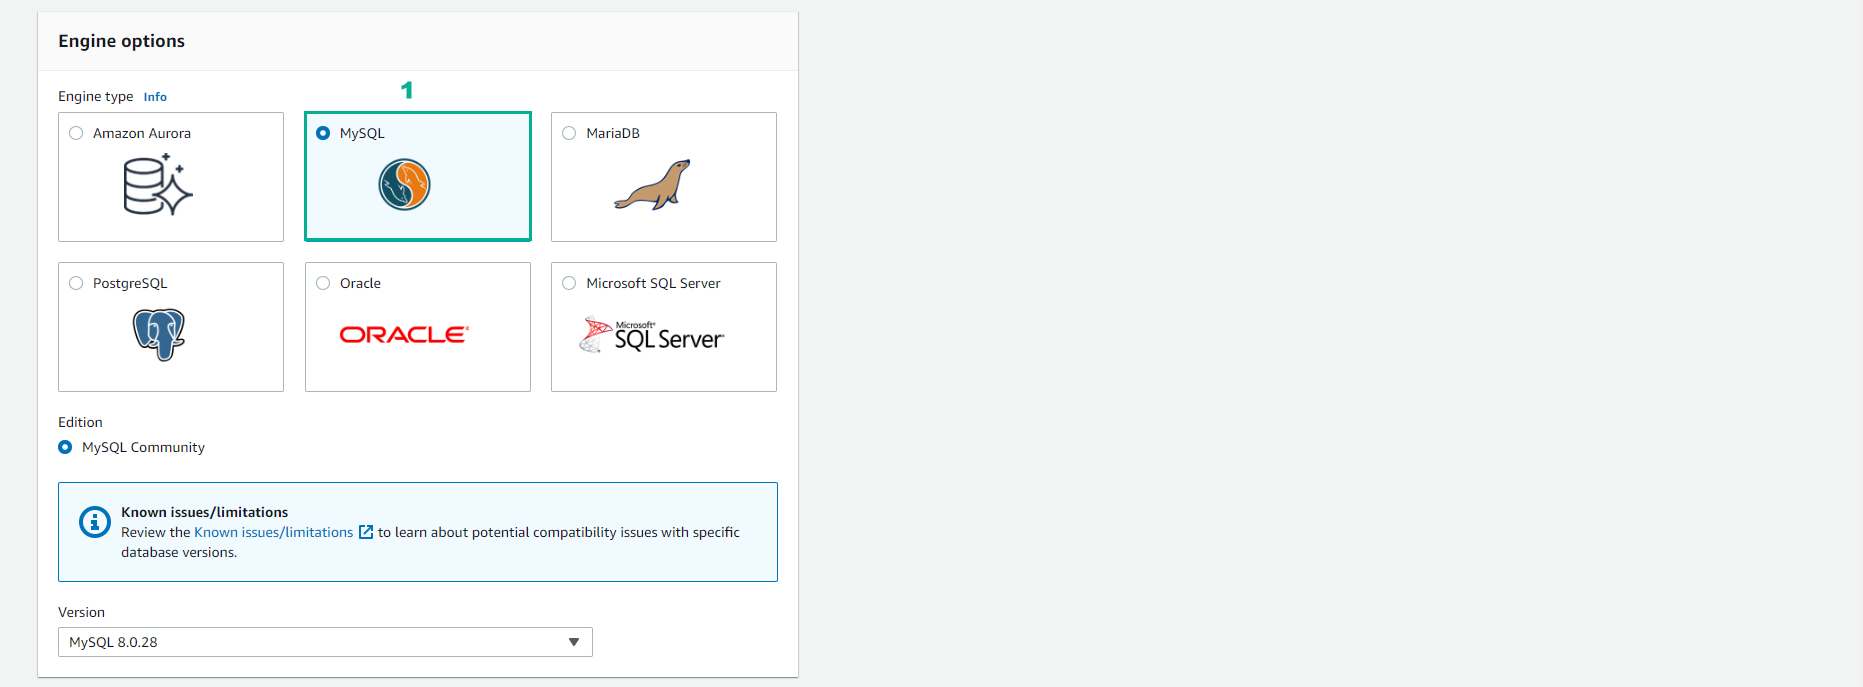 Engine options
1
Engine type Info
Amazon Aurora
MySQL
MariaDB
PostgreSQL
Oracle
ORACLE®
Microsoft SQL Server
Microsoft®
SQL Server®
Edition
MySQL Community
Known issues/limitations
Review the Known issues/limitations to learn about potential compatibility issues with specific
database versions.
Version
MySQL 8.0.28